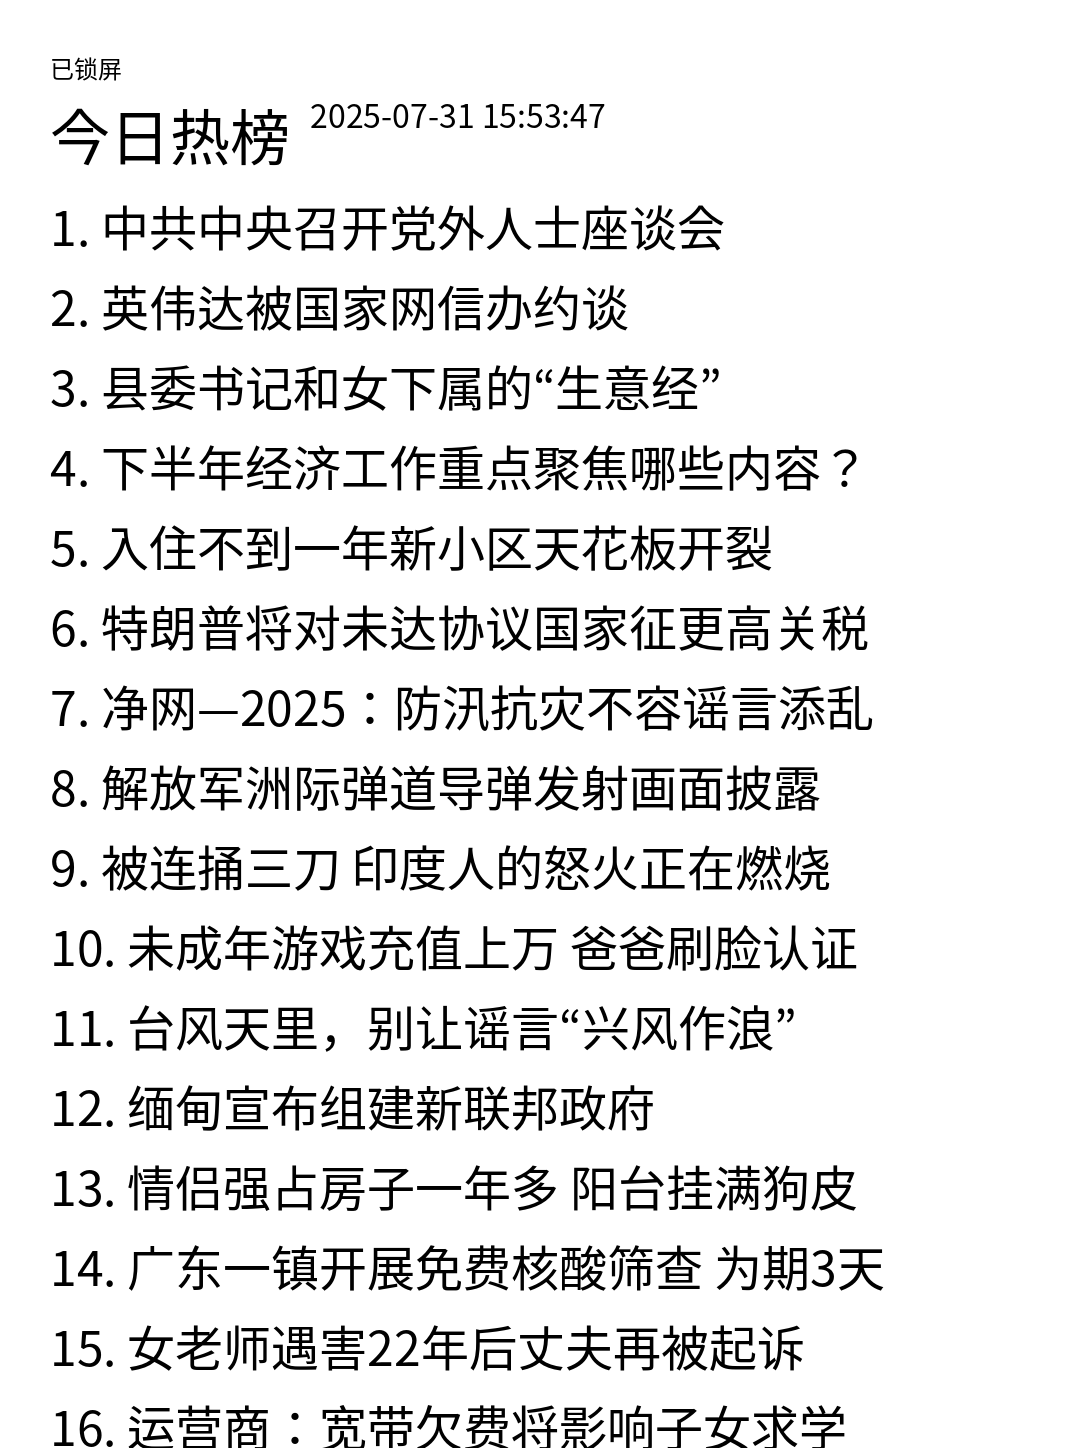 已锁屏
今日热榜 2025-07-31 15:53:47
1. 中共中央召开党外人士座谈会
2. 英伟达被国家网信办约谈
3. 县委书记和女下属的“生意经”
4. 下半年经济工作重点聚焦哪些内容？
5. 入住不到一年新小区天花板开裂
6. 特朗普将对未达协议国家征更高关税
7. 净网—2025：防汛抗灾不容谣言添乱
8. 解放军洲际弹道导弹发射画面披露
9. 被连捅三刀 印度人的怒火正在燃烧
10. 未成年游戏充值上万 爸爸刷脸认证
11. 台风天里，别让谣言“兴风作浪”
12. 缅甸宣布组建新联邦政府
13. 情侣强占房子一年多 阳台挂满狗皮
14. 广东一镇开展免费核酸筛查 为期3天
15. 女老师遇害22年后丈夫再被起诉
16. 运营商：宽带欠费将影响子女求学